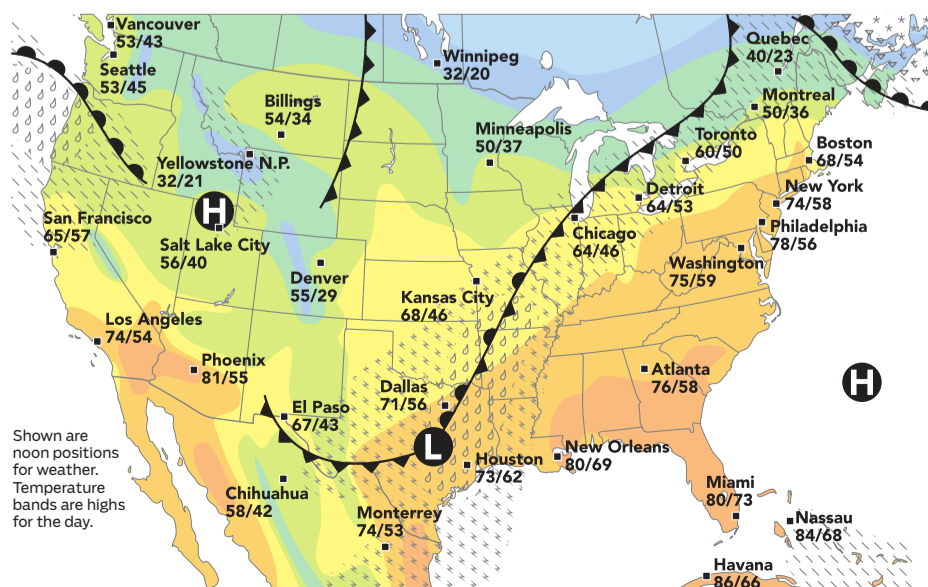 Vancouver
53/43
Seattle
53/45
Winnipeg
32/20
Quebec
40/23
Billings
54/34
Montreal
50/36
Minneapolis
50/37
Toronto
60/50
Boston
68/54
Yellowstone N.P.
32/21
Detroit
64/53
New York
74/58
H
San Francisco
65/57
Salt Lake City
56/40
Chicago
64/46
Philadelphia
78/56
Washington
75/59
Denver
55/29
Kansas City
68/46
Los Angeles
74/54
Phoenix
81/55
Dallas
71/56
Atlanta
76/58
H
El Paso
67/43
L
Shown are
noon positions
for weather.
Temperature
bands are highs
for the day.
New Orleans
80/69
Houston
73/62
Chihuahua
58/42
Monterrey
74/53
Miami
80/73
Nassau
84/68
Havana
86/66